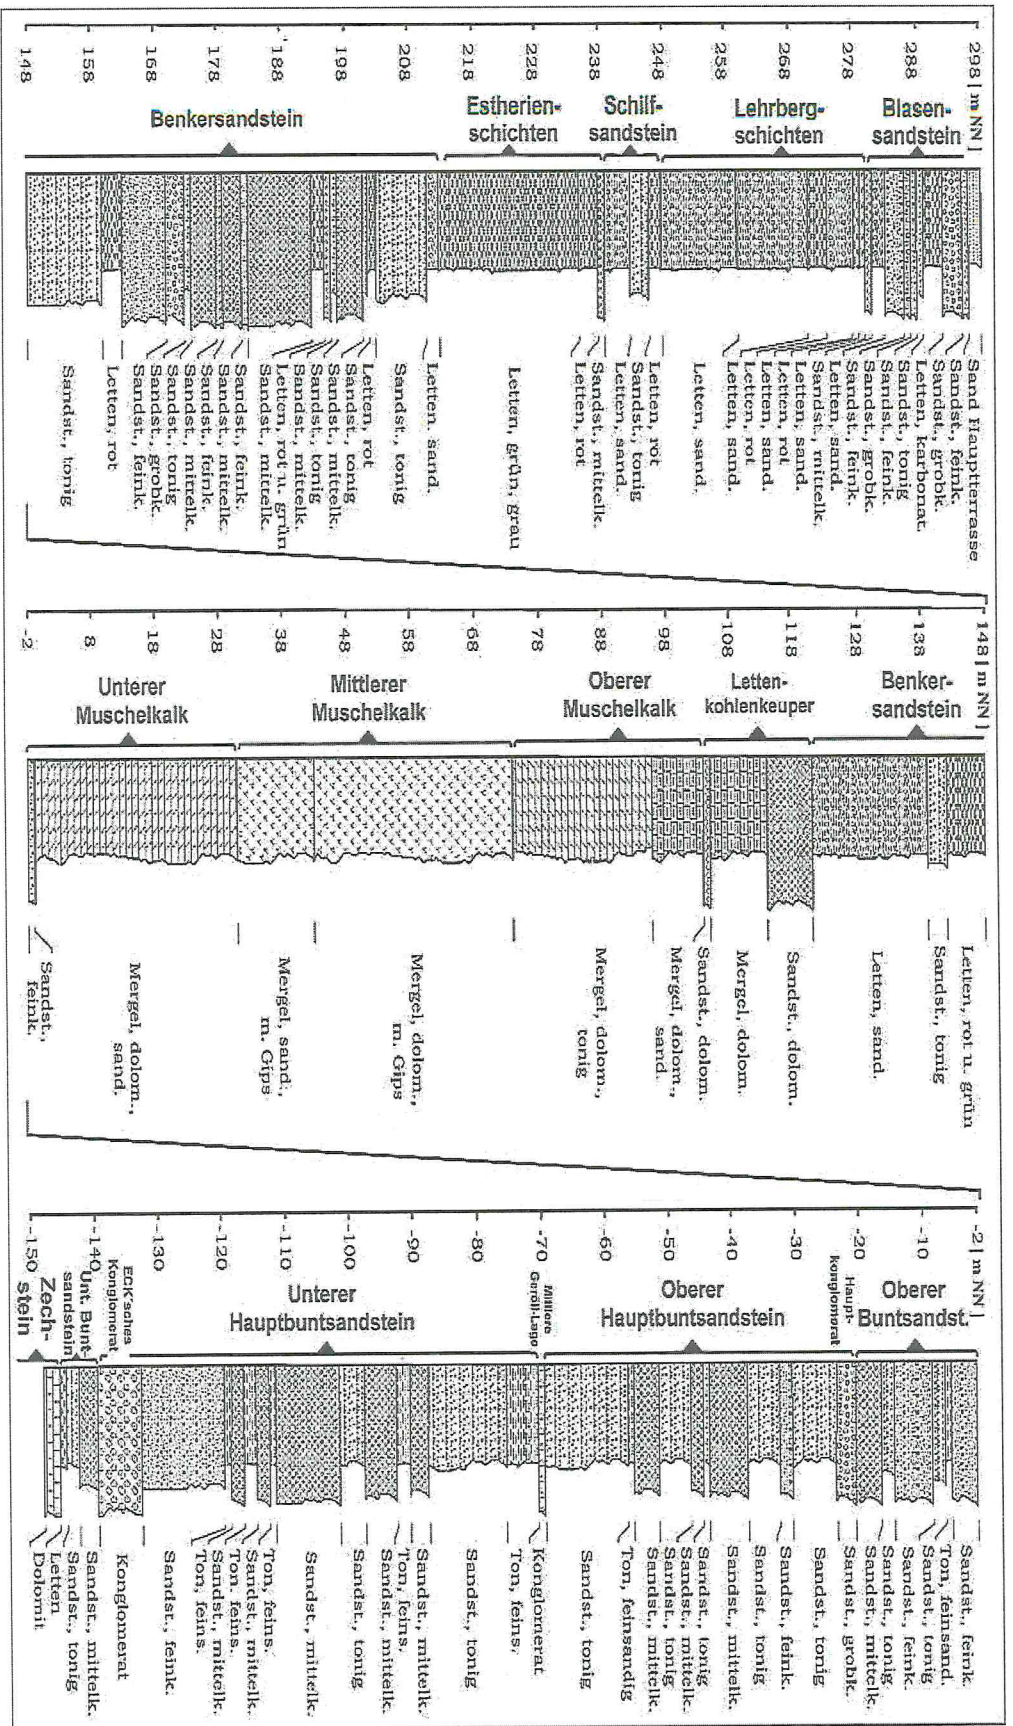 298 [ m NN ]
288
278
268
258
248
238
228
218
208
198
188
178
168
158
148
Blasen-
sandstein
Lehrberg-
schichten
Schilf-
sandstein
Estherien-
schichten
Benkersandstein
Sand Hauptterrasse
Sandst., feink.
Sandst., grobk.
Letten, karbonat.
Sandst., tonig
Sandst., feink.
Sandst., grobk.
Sandst., feink.
Letten, sand.
Sandst., mittelk.
Letten, sand.
Letten, rot
Letten, sand.
Letten, rot
Letten, sand.
Letten, sand.
Letten, rot
Sandst., tonig
Letten, sand.
Sandst., mittelk.
Letten, rot
Letten, grün, grau
Letten. sand.
Sandst., tonig
Letten, rot
Sandst., tonig
Sandst., mittelk.
Sandst., tonig
Sandst., mittelk.
Letten, rot u. grün
Sandst., mittelk.
Sandst., feink.
Sandst., mittelk.
Sandst., feink.
Sandst., mittelk.
Sandst., tonig
Sandst., grobk.
Sandst., feink.
Letten, rot
Sandst., tonig
148 [ m NN ]
138
128
118
108
98
88
78
68
58
48
38
28
18
8
-2
Benker-
sandstein
Letten-
kohlenkeuper
Oberer
Muschelkalk
Mittlerer
Muschelkalk
Unterer
Muschelkalk
Letten, rot u. grün
Sandst., tonig
Letten, sand.
Sandst., dolom.
Mergel, dolom.
Sandst., dolom.
Mergel, dolom.,
sand.
Mergel, dolom.,
tonig
Mergel, dolom.,
m. Gips
Mergel, sand.,
m. Gips
Mergel, dolom.,
sand.
Sandst.,
feink.
-2 [ m NN ]
-10
-20
-30
-40
-50
-60
-70
-80
-90
-100
-110
-120
-130
-140
-150
Oberer
Buntsandst.
Haupt-
konglomerat
Oberer
Hauptbuntsandstein
Mittlere
Geröll-Lage
Unterer
Hauptbuntsandstein
ECK'sches
Konglomerat
Unt. Bunt-
sandstein
Zech-
stein
Sandst., feink.
Ton, feinsand.
Sandst., tonig
Sandst., feink.
Sandst., tonig
Sandst., mittelk.
Sandst., grobk.
Sandst., tonig
Sandst., feink.
Sandst., tonig
Sandst., mittelk.
Sandst., tonig
Sandst., mittelk.
Sandst., tonig
Sandst., mittelk.
Ton, feinsandig
Sandst., tonig
Konglomerat
Ton, feins.
Sandst., tonig
Sandst., mittelk.
Ton, feins.
Sandst., mittelk.
Sandst., tonig
Sandst., mittelk.
Ton, feins.
Sandst., mittelk.
Ton. feins.
Sandst., mittelk.
Ton, feins.
Sandst., feink.
Konglomerat
Sandst., mittelk.
Sandst., tonig
Letten
Dolomit